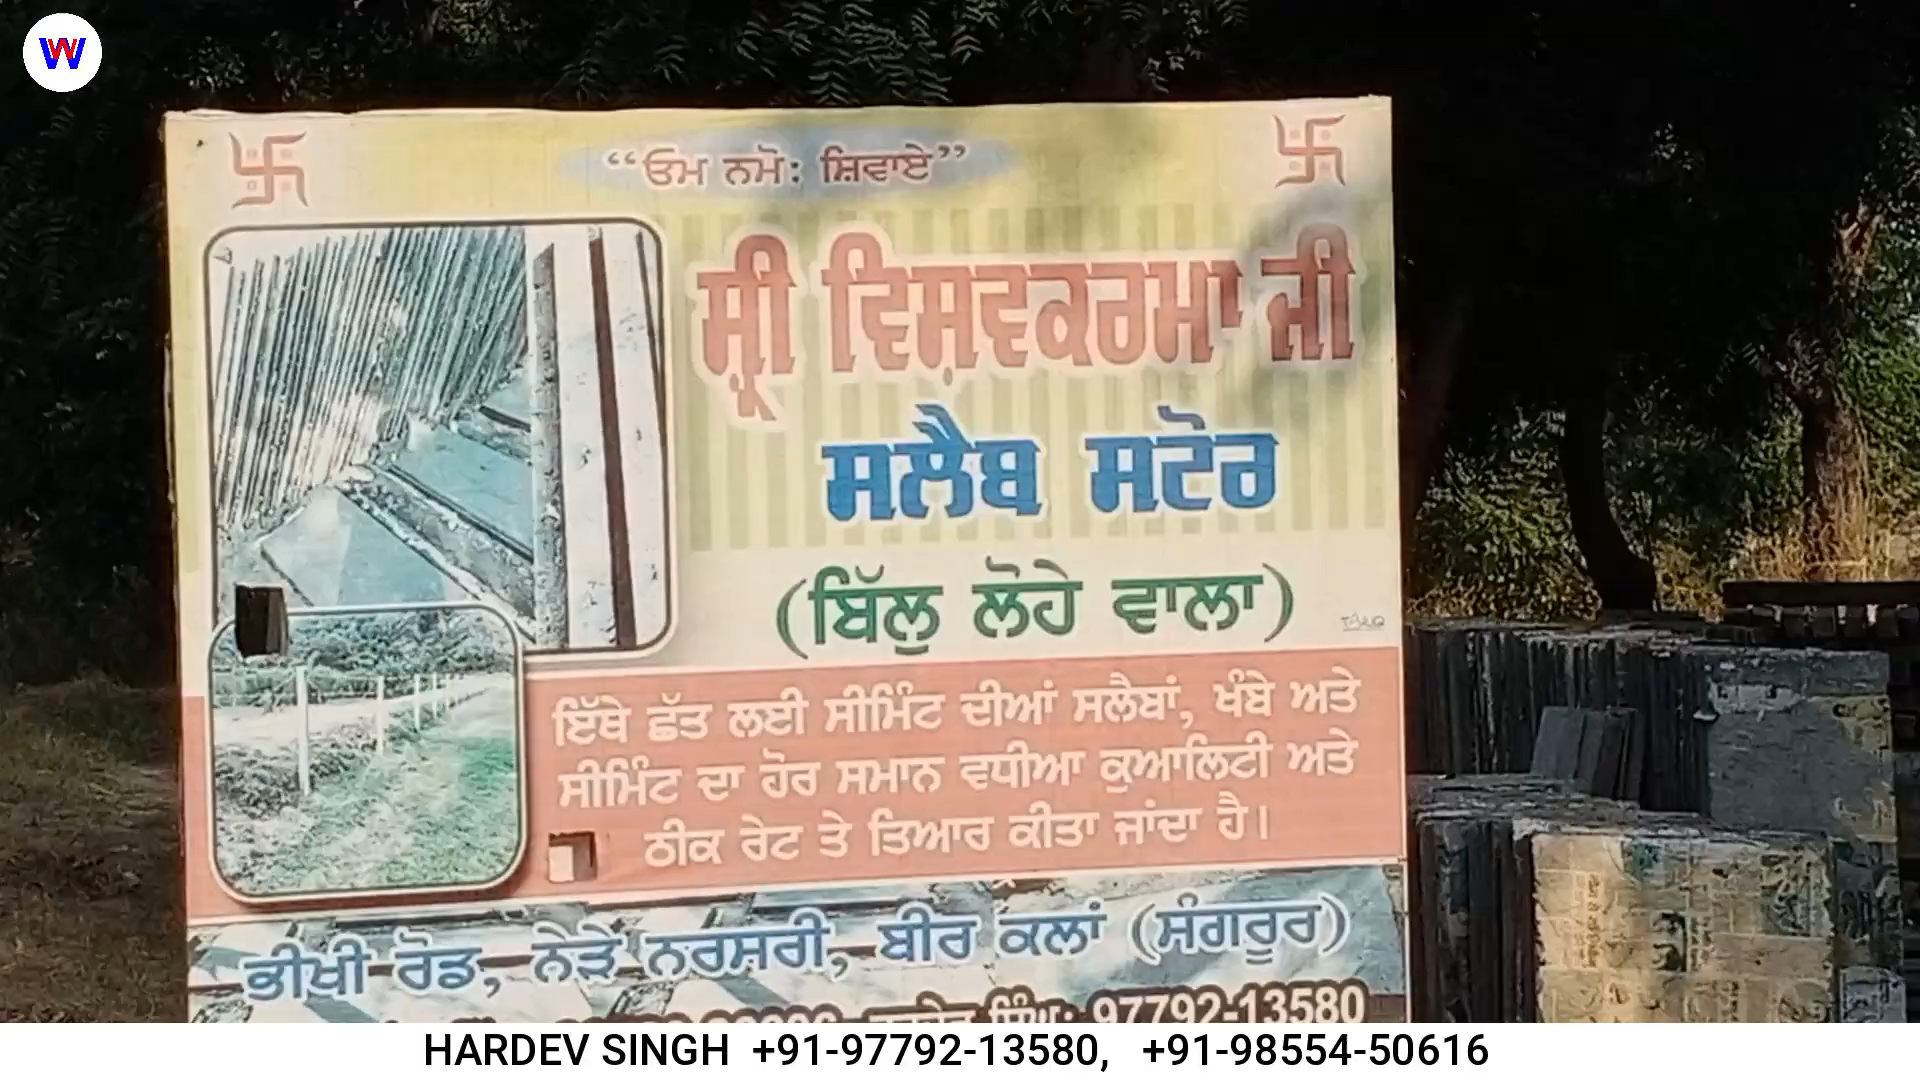 W
“ਓਮ ਨਮੋ: ਸ਼ਿਵਾਏ”
ਸ਼੍ਰੀ ਵਿਸ਼ਵਕਰਮਾ ਜੀ
ਸਲੈਬ ਸਟੋਰ
(ਬਿੱਲੂ ਲੋਹੇ ਵਾਲਾ)
ਇੱਥੇ ਛੱਤ ਲਈ ਸੀਮਿੰਟ ਦੀਆਂ ਸਲੈਬਾਂ, ਖੰਬੇ ਅਤੇ
ਸੀਮਿੰਟ ਦਾ ਹੋਰ ਸਮਾਨ ਵਧੀਆ ਕੁਆਲਿਟੀ ਅਤੇ
ਠੀਕ ਰੇਟ ਤੇ ਤਿਆਰ ਕੀਤਾ ਜਾਂਦਾ ਹੈ।
ਭੀਖੀ ਰੋਡ, ਨੇੜੇ ਨਰਸਰੀ, ਬੀਰ ਕਲਾਂ (ਸੰਗਰੂਰ)
ਸਿੰਘ: 97792-13580
HARDEV SINGH +91-97792-13580, +91-98554-50616